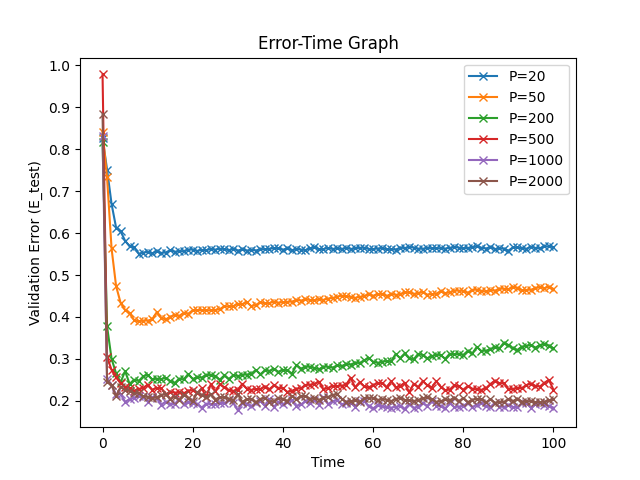 Error-Time Graph
1.0
0.9
0.8
0.7
0.6
0.5
0.4
0.3
0.2
Validation Error (E_test)
P=20
P=50
P=200
P=500
P=1000
P=2000
0 20 40 60 80 100
Time